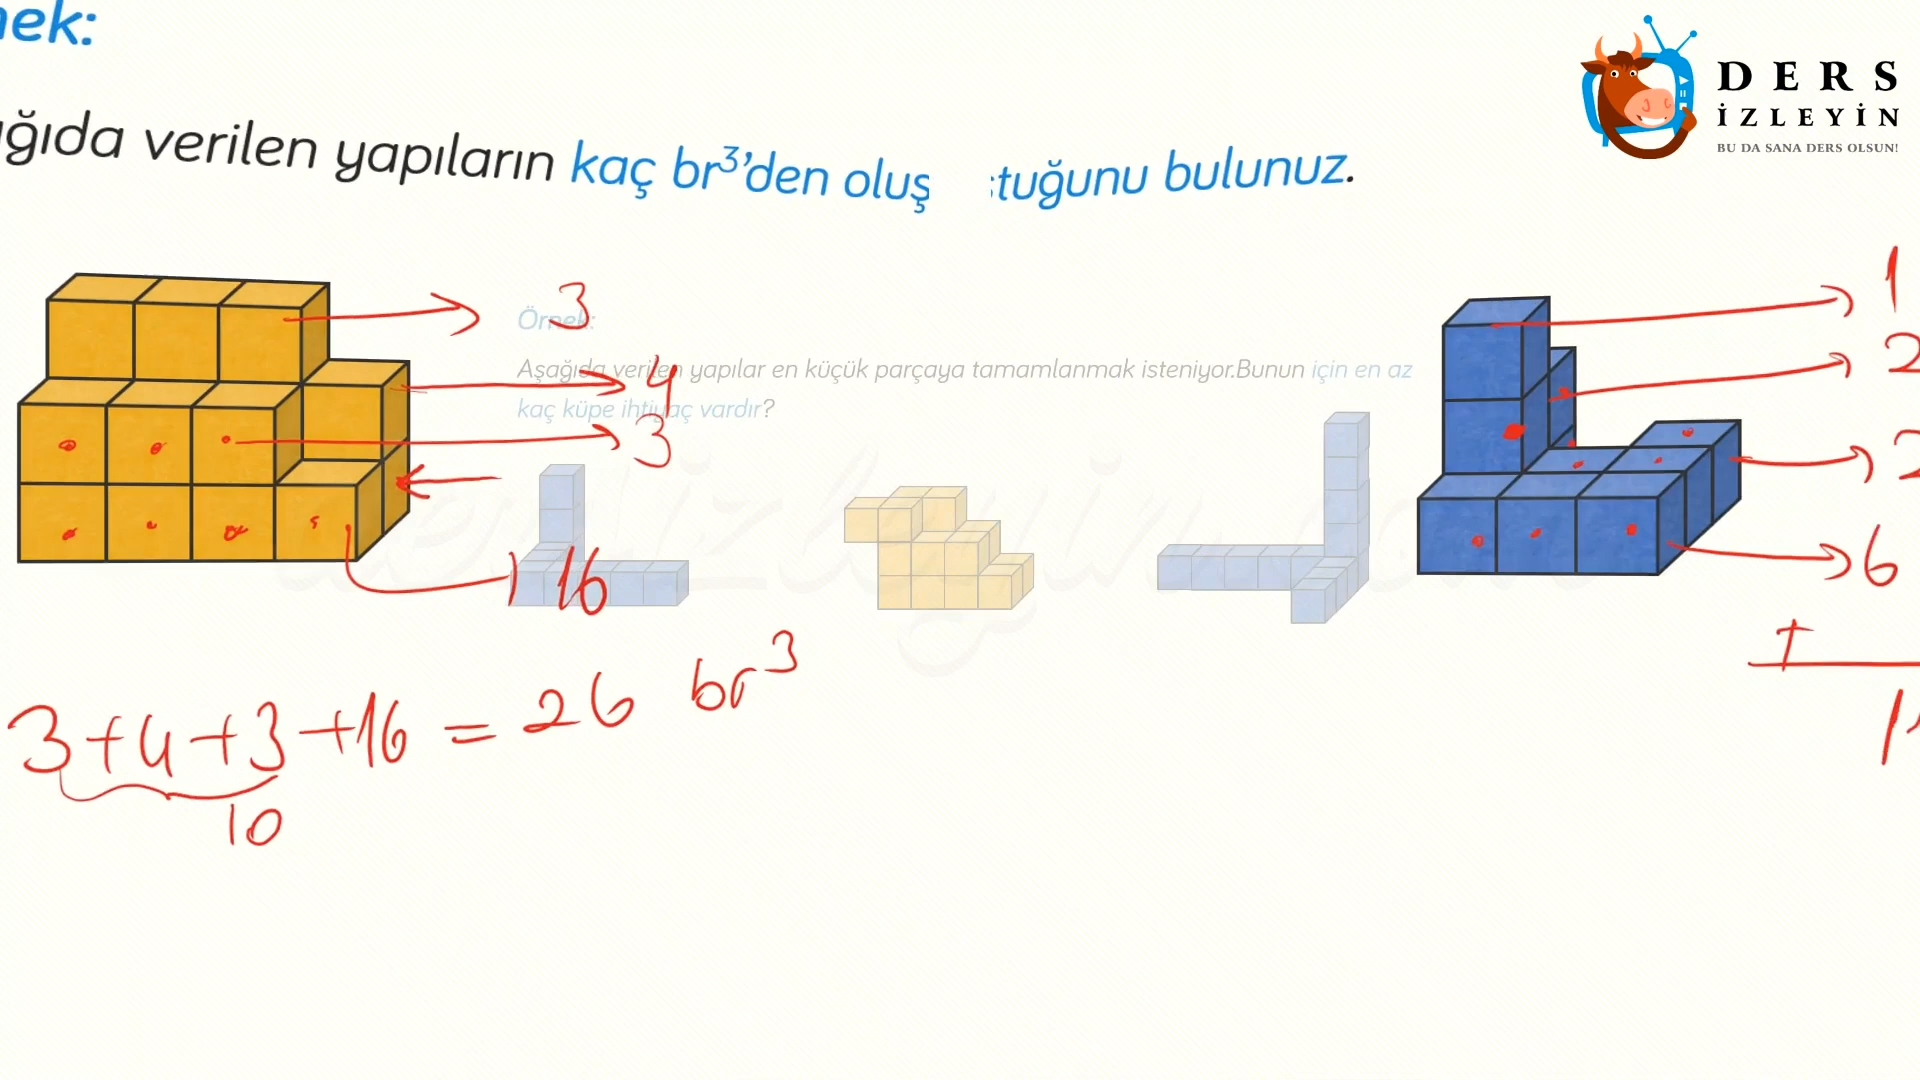 nek:
DERS
İZLEYİN
BU DA SANA DERS OLSUN!
ğıda verilen yapıların kaç br³'den oluş tuğunu bulunuz.
3
1
Örnek:
4
2
Aşağıda verilen yapılar en küçük parçaya tamamlanmak isteniyor.Bunun için en az
kaç küpe ihtiyaç vardır?
3
2
16
6
3+4+3+16 = 26 br³
+
10